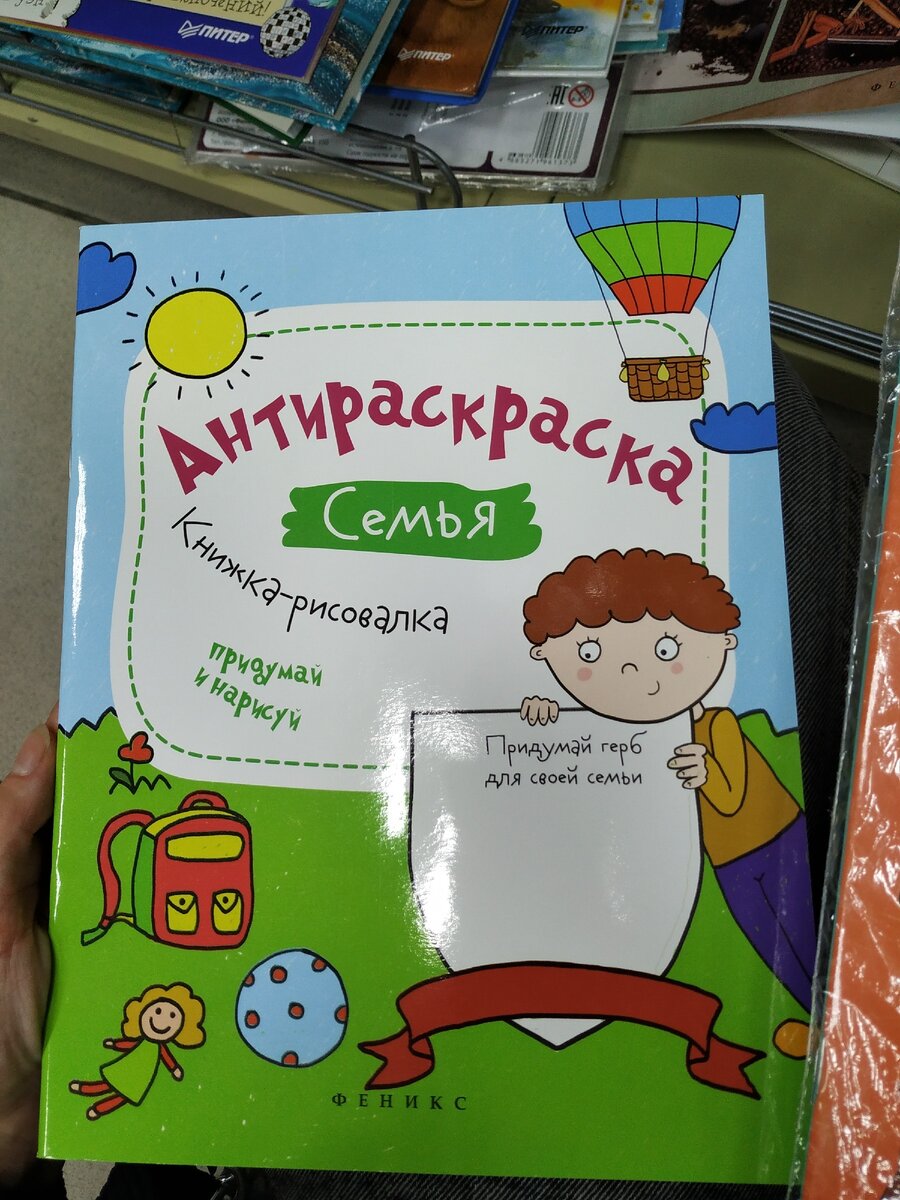 ПИТЕР
ПИТЕР
ПИТЕР
Антираскраска
Семья
Книжка-рисовалка
придумай
и нарисуй
Придумай герб
для своей семьи
ФЕНИКС